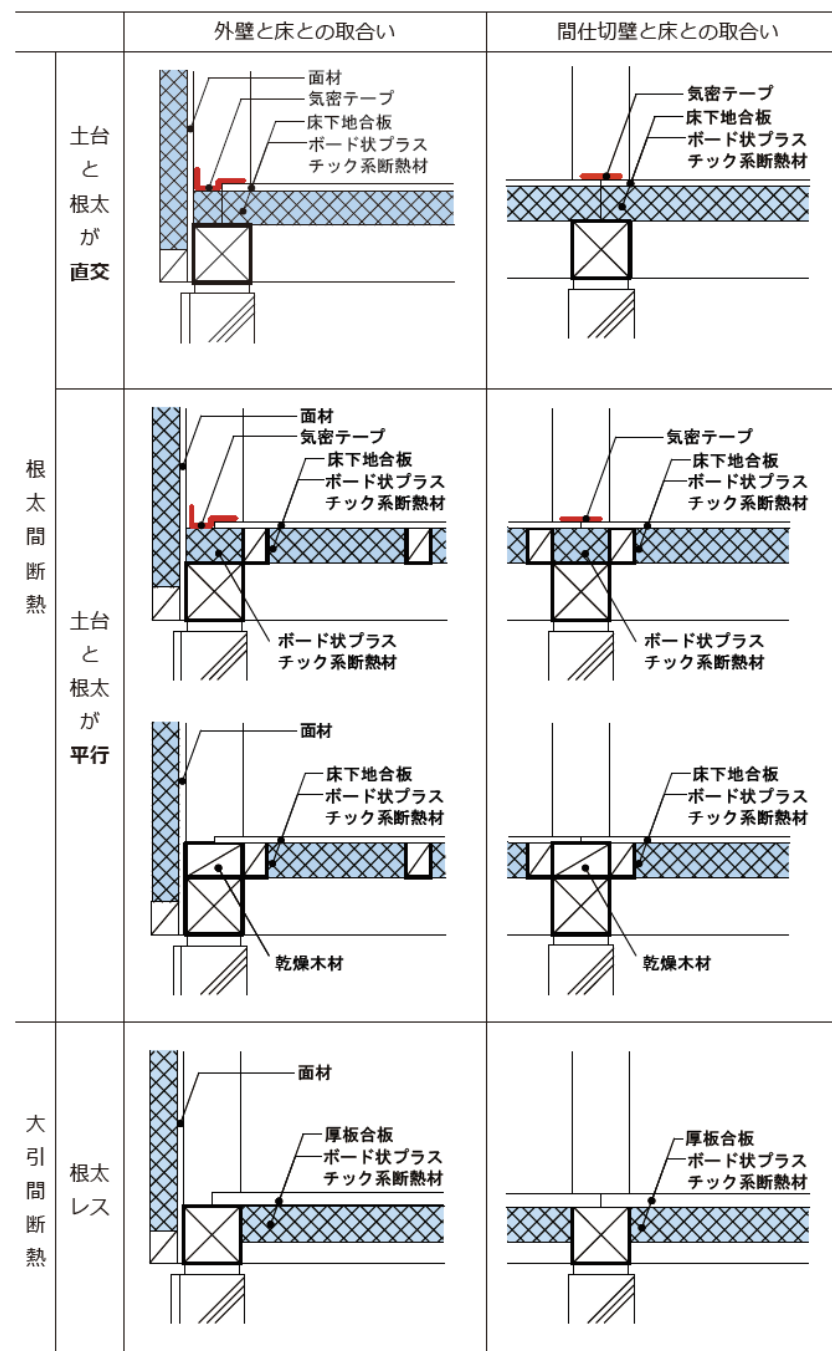 外壁と床との取合い
間仕切壁と床との取合い
根太間断熱
土台と根太が直交
面材
気密テープ
床下地合板
ボード状プラス
チック系断熱材
気密テープ
床下地合板
ボード状プラス
チック系断熱材
土台と根太が平行
面材
気密テープ
床下地合板
ボード状プラス
チック系断熱材
ボード状プラス
チック系断熱材
気密テープ
床下地合板
ボード状プラス
チック系断熱材
ボード状プラス
チック系断熱材
面材
床下地合板
ボード状プラス
チック系断熱材
乾燥木材
床下地合板
ボード状プラス
チック系断熱材
乾燥木材
大引間断熱
根太
レス
面材
厚板合板
ボード状プラス
チック系断熱材
厚板合板
ボード状プラス
チック系断熱材